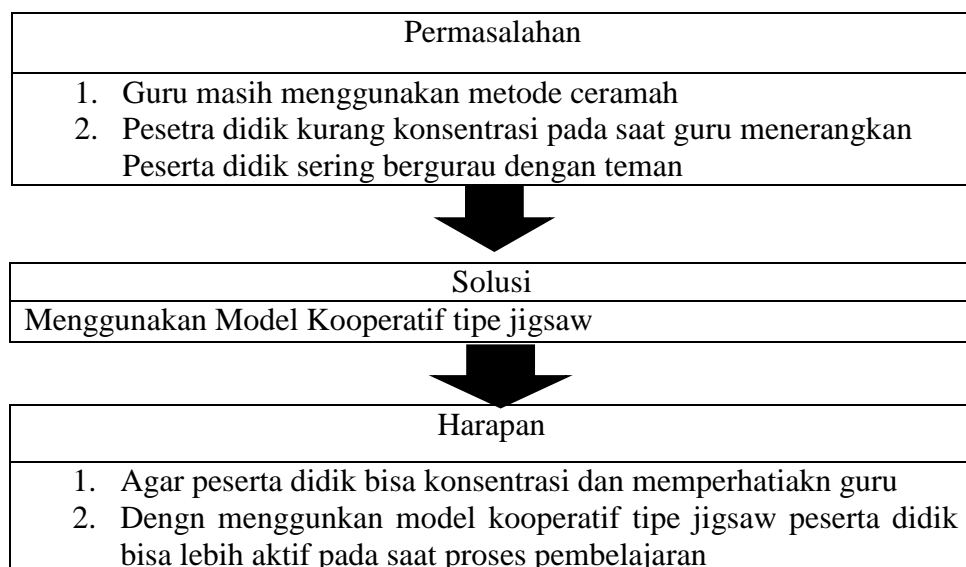 Permasalahan
1. Guru masih menggunakan metode ceramah
2. Pesetra didik kurang konsentrasi pada saat guru menerangkan
Peserta didik sering bergurau dengan teman
Solusi
Menggunakan Model Kooperatif tipe jigsaw
Harapan
1. Agar peserta didik bisa konsentrasi dan memperhatiakn guru
2. Dengn menggunkan model kooperatif tipe jigsaw peserta didik
bisa lebih aktif pada saat proses pembelajaran